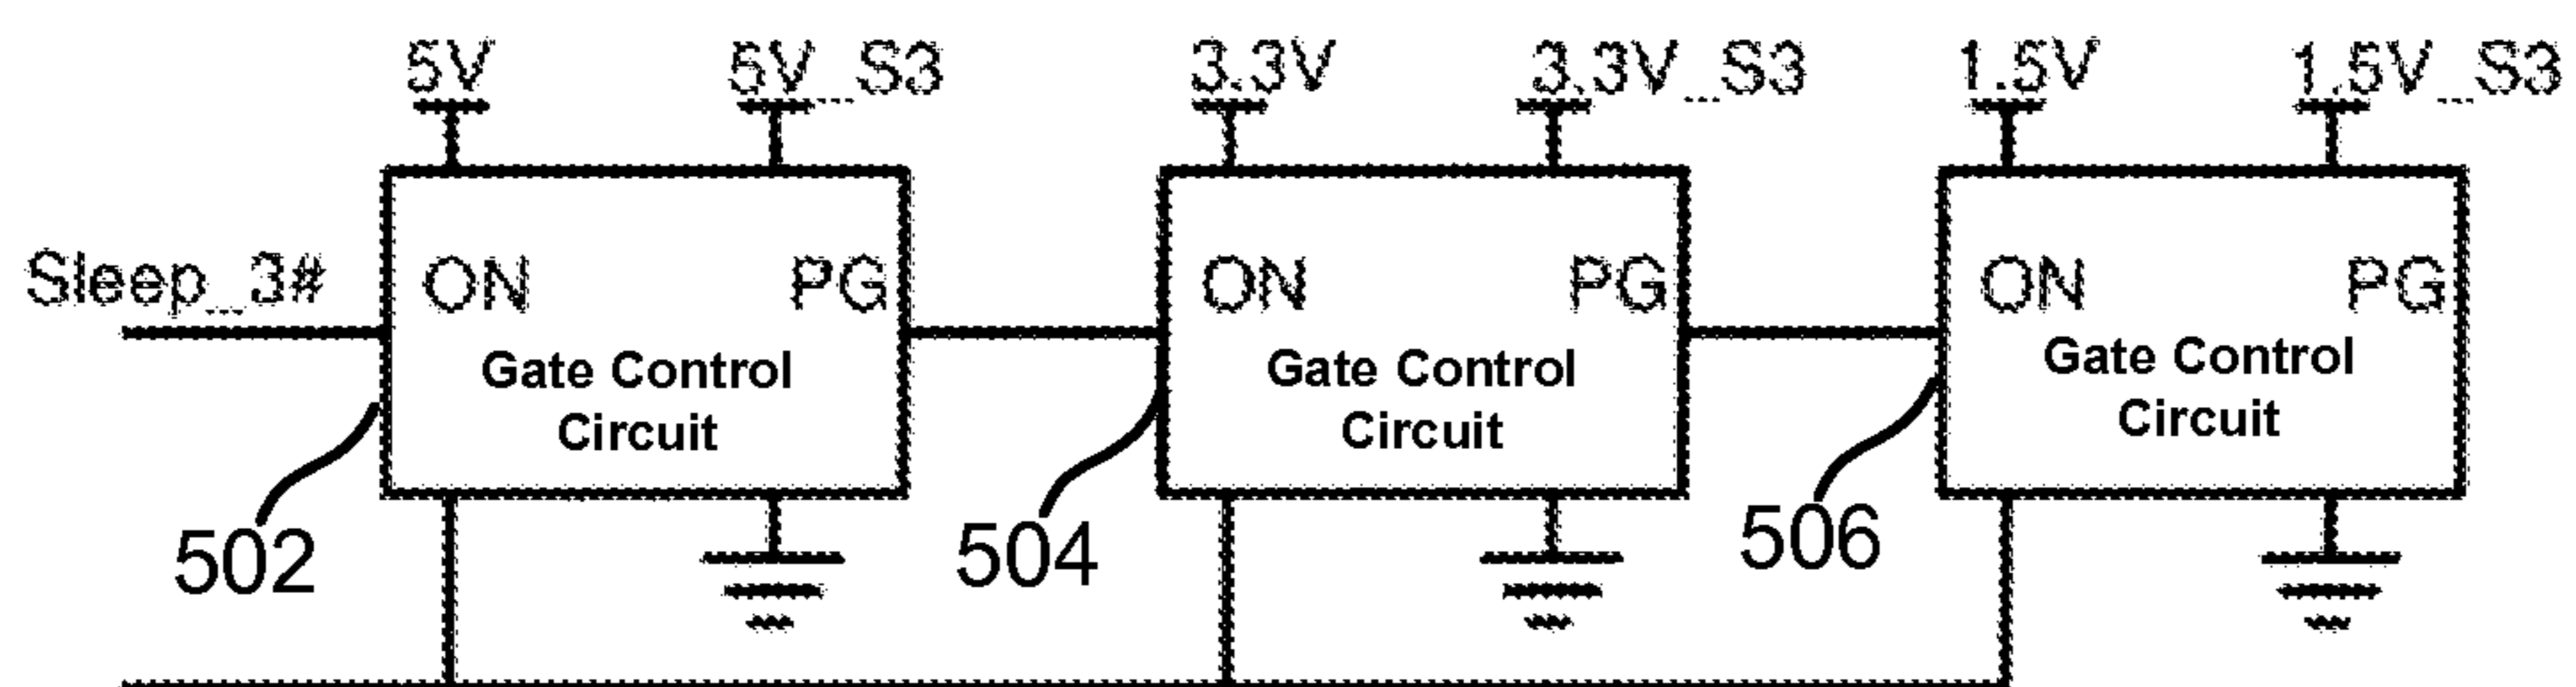 5V 5V_S3 3.3V 3.3V_S3 1.5V 1.5V_S3
Sleep_3# ON PG ON PG ON PG
Gate Control Gate Control Gate Control
Circuit Circuit Circuit
502 504 506